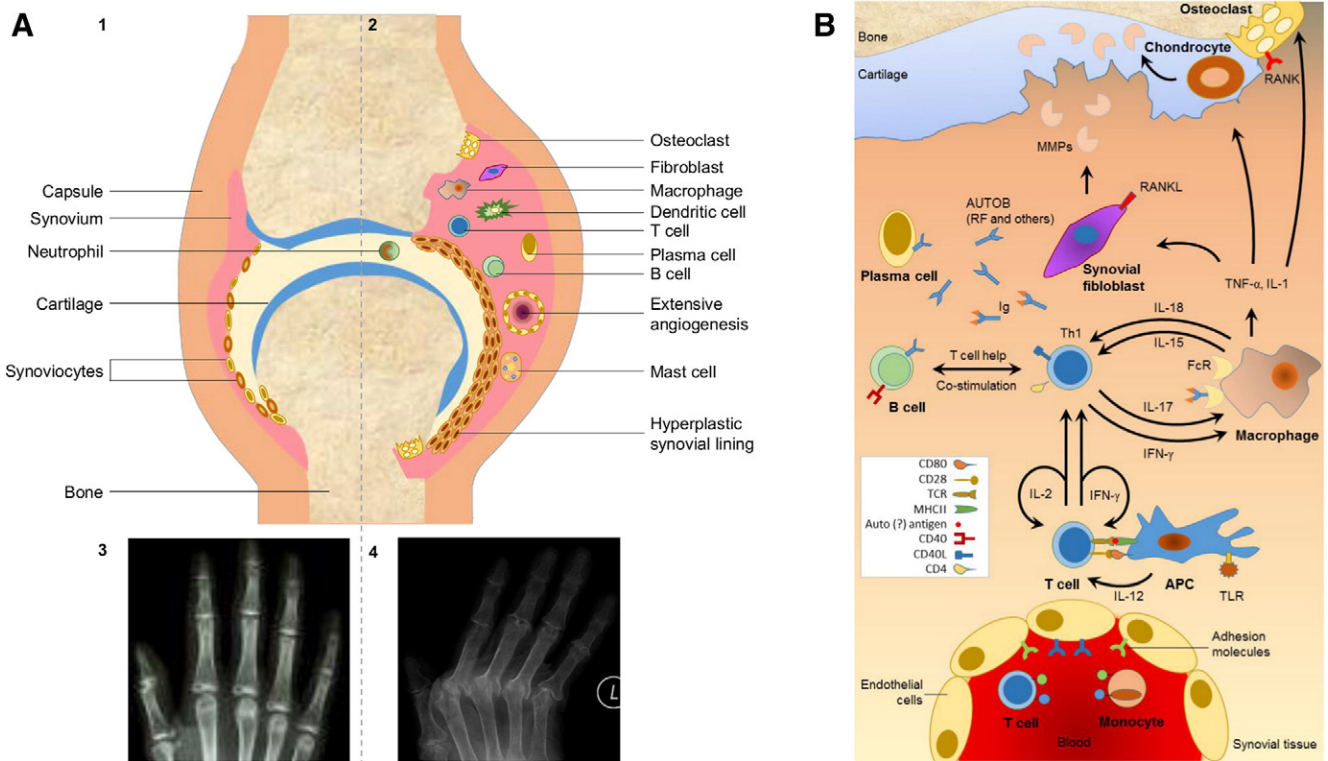 A
1
2
Capsule
Synovium
Neutrophil
Cartilage
Synoviocytes
Bone
Osteoclast
Fibroblast
Macrophage
Dendritic cell
T cell
Plasma cell
B cell
Extensive
angiogenesis
Mast cell
Hyperplastic
synovial lining
3
4
L
B
Osteoclast
Bone
Chondrocyte
Cartilage
RANK
MMPs
RANKL
AUTOB
(RF and others)
Plasma cell
Synovial
fibloblast
TNF-α, IL-1
Ig
IL-18
Th1
IL-15
T cell help
FcR
Co-stimulation
B cell
IL-17
Macrophage
IFN-γ
CD80
CD28
TCR
MHCII
Auto (?) antigen
CD40
CD40L
CD4
IL-2
IFN-γ
T cell
APC
IL-12
TLR
Adhesion
molecules
Endothelial
cells
T cell
Monocyte
Blood
Synovial tissue